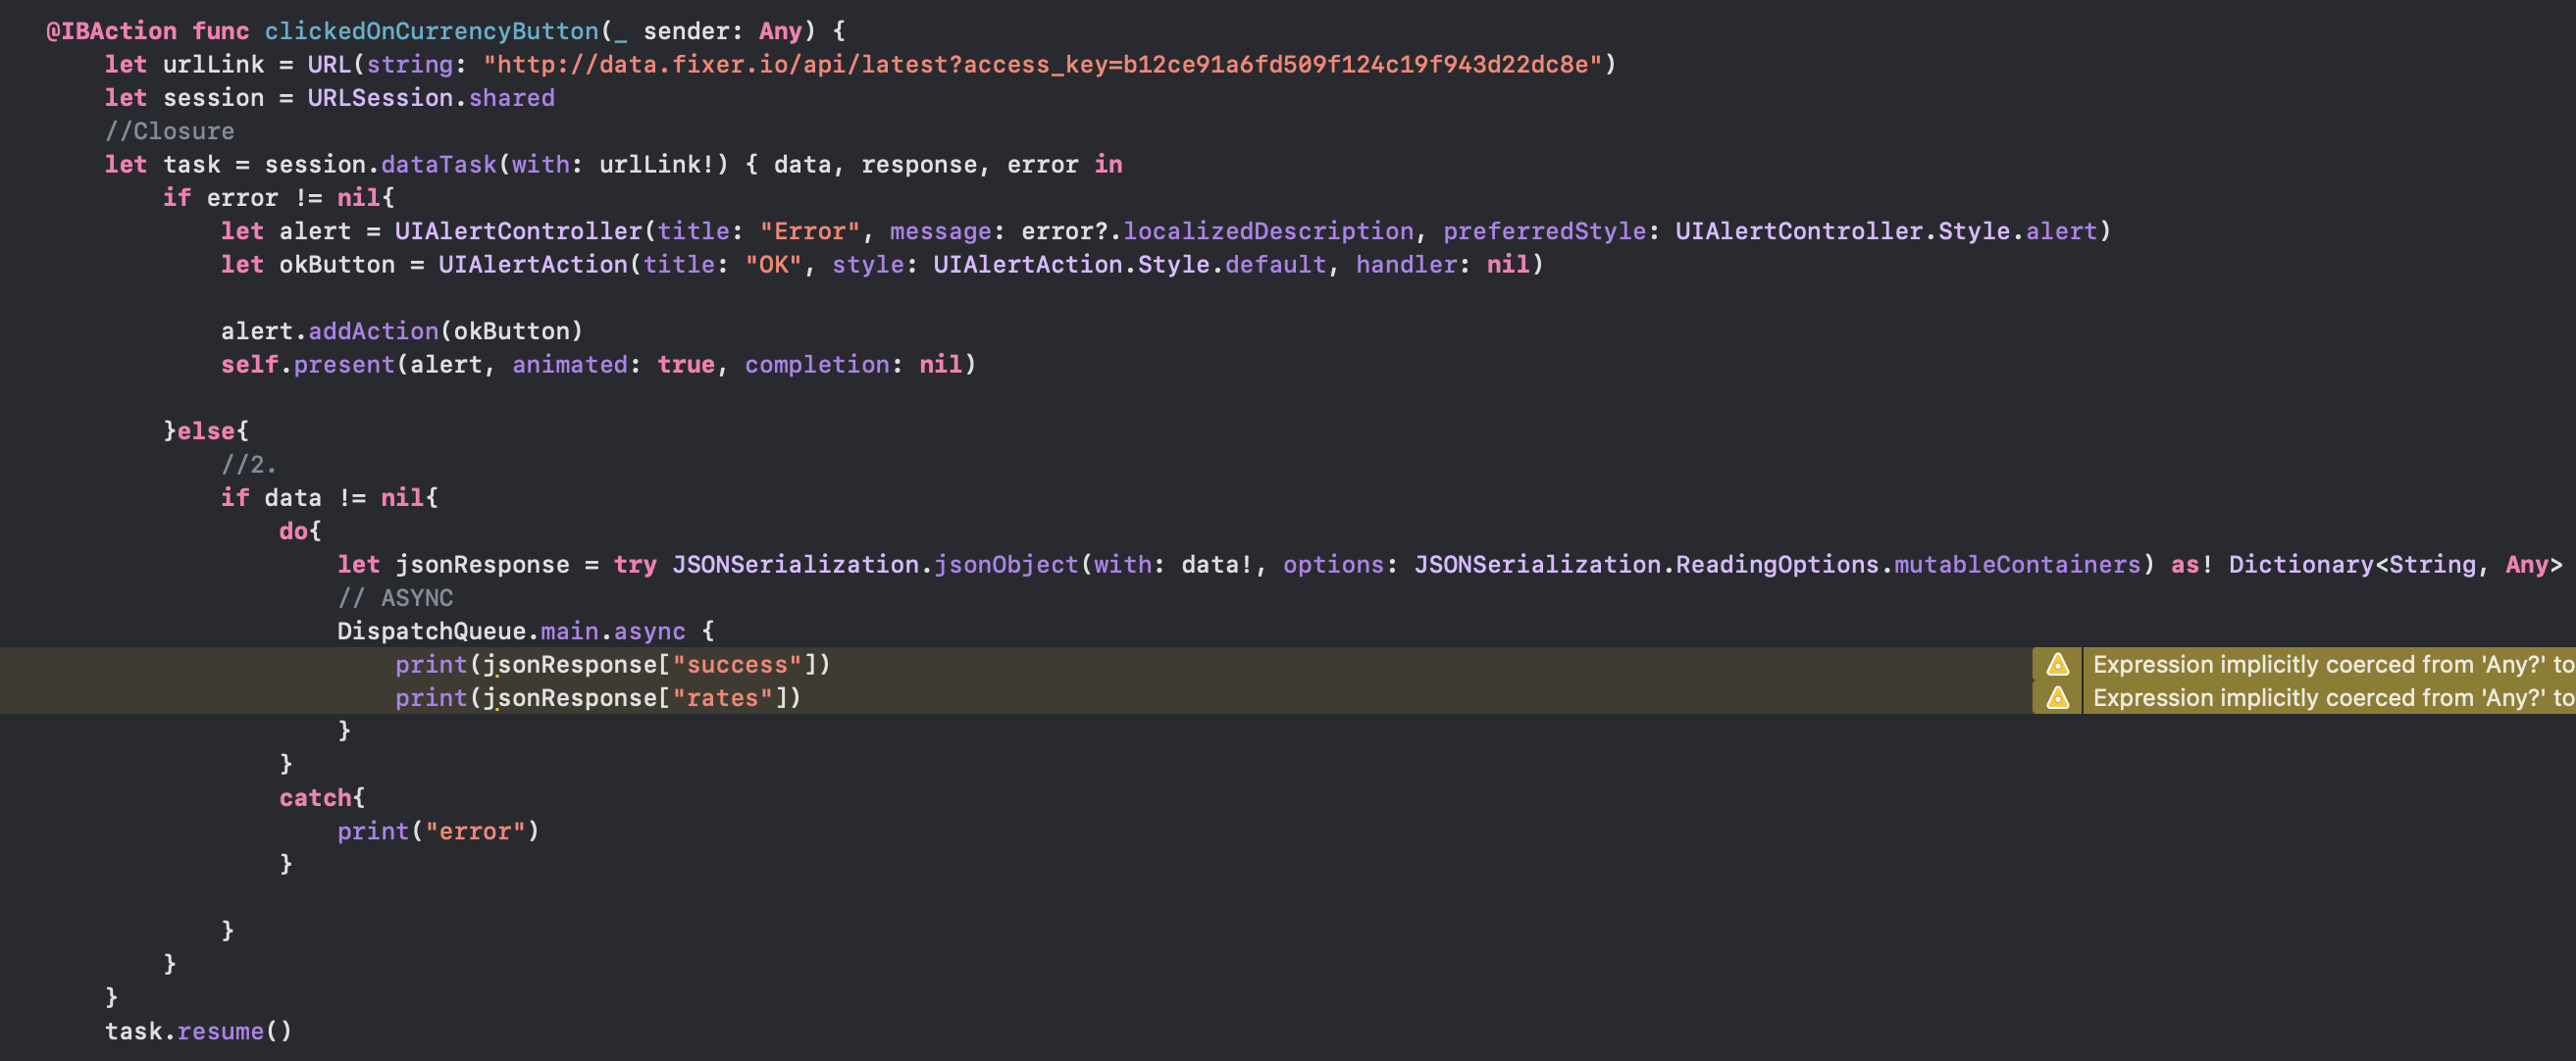 @IBAction func clickedOnCurrencyButton(_ sender: Any) {
let urlLink = URL(string: "http://data.fixer.io/api/latest?access_key=b12ce91a6fd509f124c19f943d22dc8e")
let session = URLSession.shared
//Closure
let task = session.dataTask(with: urlLink!) { data, response, error in
if error != nil{
let alert = UIAlertController(title: "Error", message: error?.localizedDescription, preferredStyle: UIAlertController.Style.alert)
let okButton = UIAlertAction(title: "OK", style: UIAlertAction.Style.default, handler: nil)
alert.addAction(okButton)
self.present(alert, animated: true, completion: nil)
}else{
//2.
if data != nil{
do{
let jsonResponse = try JSONSerialization.jsonObject(with: data!, options: JSONSerialization.ReadingOptions.mutableContainers) as! Dictionary<String, Any>
// ASYNC
DispatchQueue.main.async {
print(jsonResponse["success"]) Expression implicitly coerced from 'Any?' to
print(jsonResponse["rates"]) Expression implicitly coerced from 'Any?' to
}
}
catch{
print("error")
}
}
}
}
task.resume()